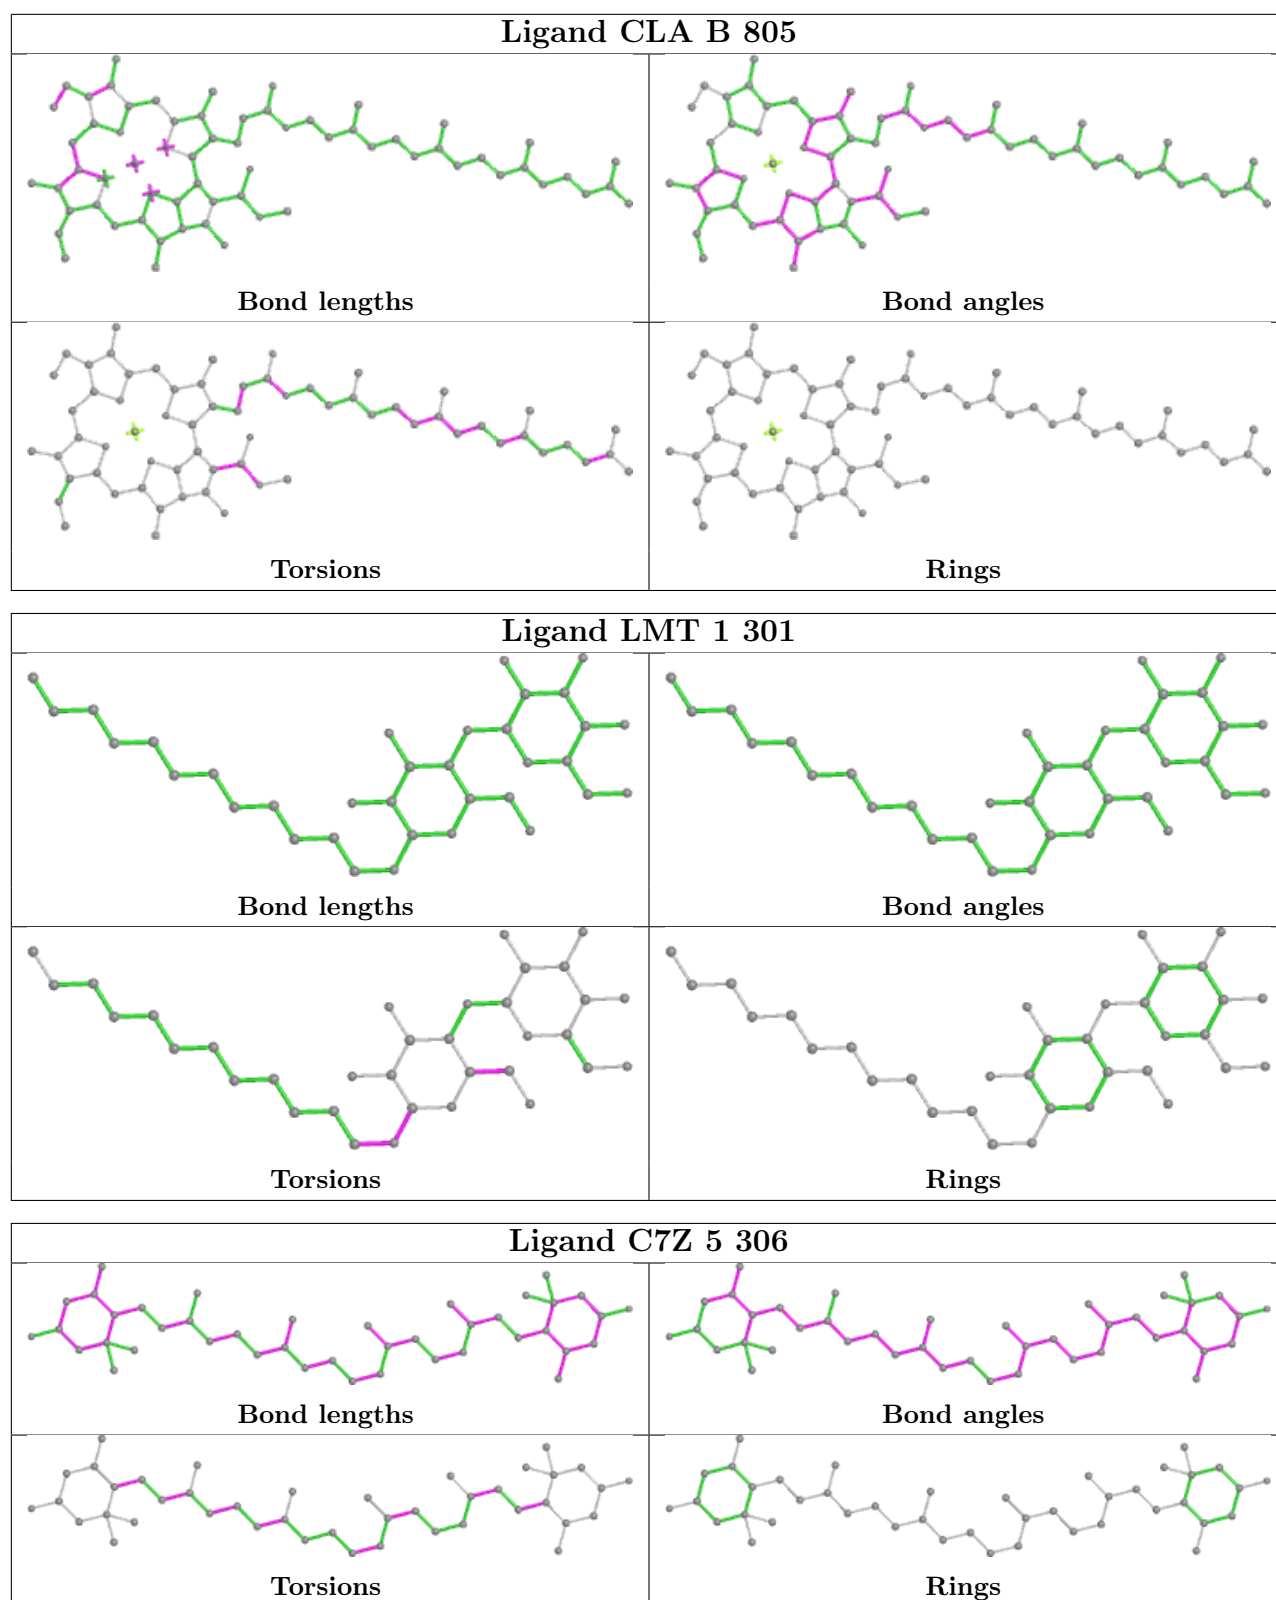 Ligand CLA B 805
Bond lengths
Bond angles
Torsions
Rings
Ligand LMT 1 301
Bond lengths
Bond angles
Torsions
Rings
Ligand C7Z 5 306
Bond lengths
Bond angles
Torsions
Rings